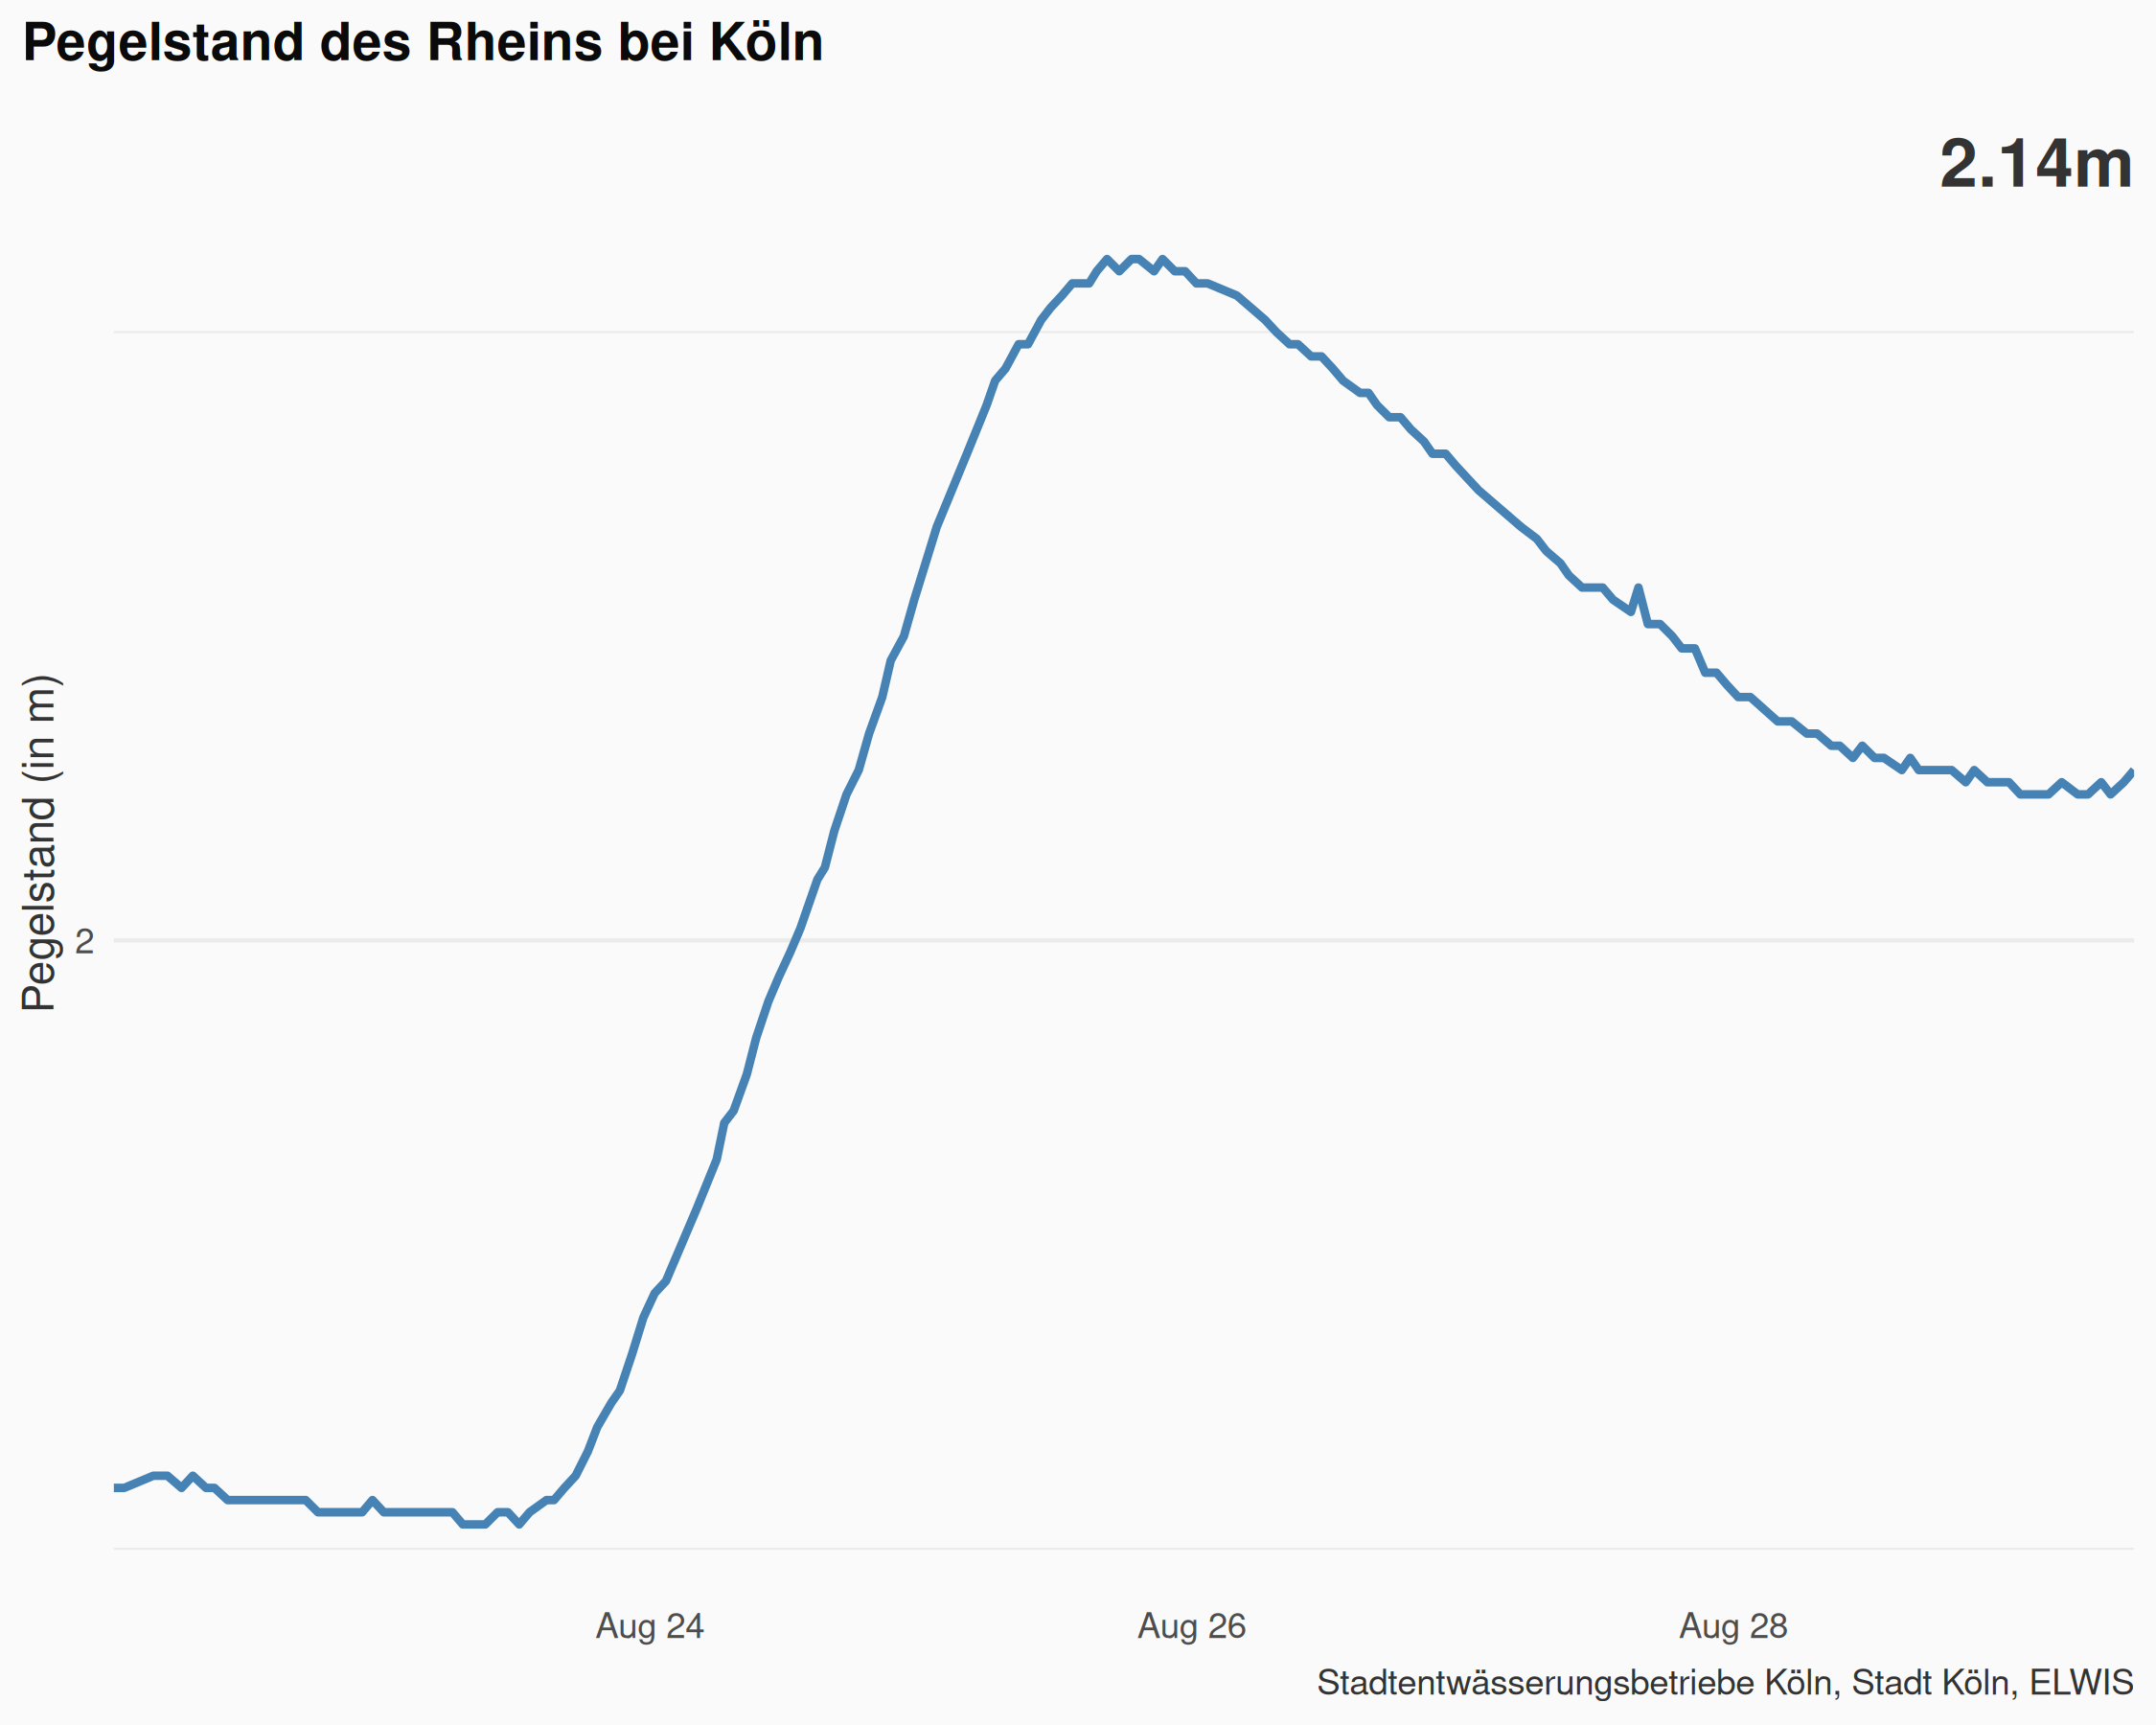 Pegelstand des Rheins bei Köln
2.14m
Pegelstand (in m)
2
Aug 24
Aug 26
Aug 28
Stadtentwässerungsbetriebe Köln, Stadt Köln, ELWIS